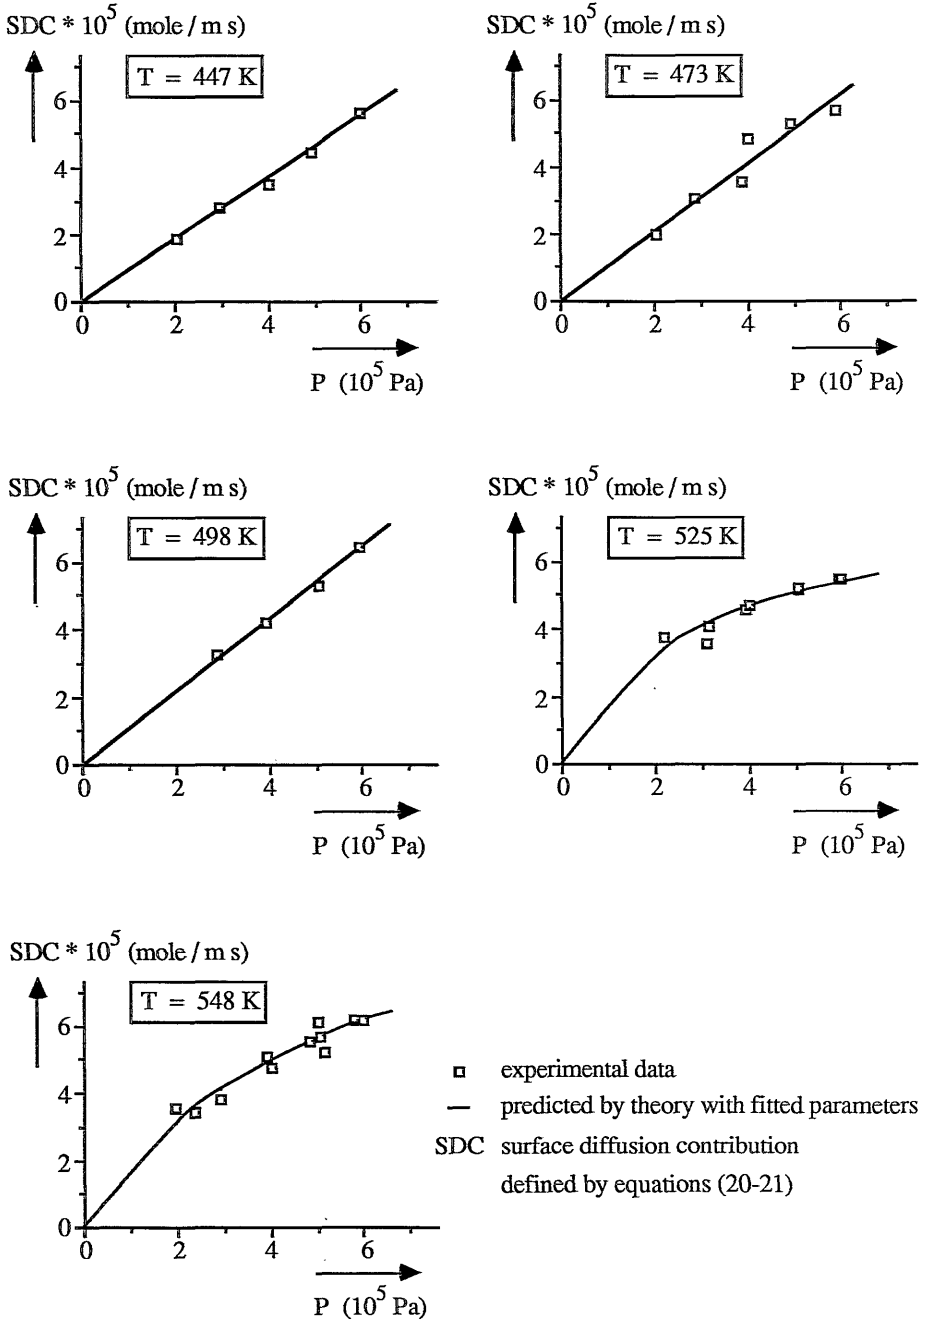 SDC * 10^5 (mole / m s)
T = 447 K
6
4
2
0
0 2 4 6
P (10^5 Pa)
SDC * 10^5 (mole / m s)
T = 473 K
6
4
2
0
0 2 4 6
P (10^5 Pa)
SDC * 10^5 (mole / m s)
T = 498 K
6
4
2
0
0 2 4 6
P (10^5 Pa)
SDC * 10^5 (mole / m s)
T = 525 K
6
4
2
0
0 2 4 6
P (10^5 Pa)
SDC * 10^5 (mole / m s)
T = 548 K
6
4
2
0
0 2 4 6
P (10^5 Pa)
experimental data
predicted by theory with fitted parameters
SDC surface diffusion contribution
defined by equations (20-21)